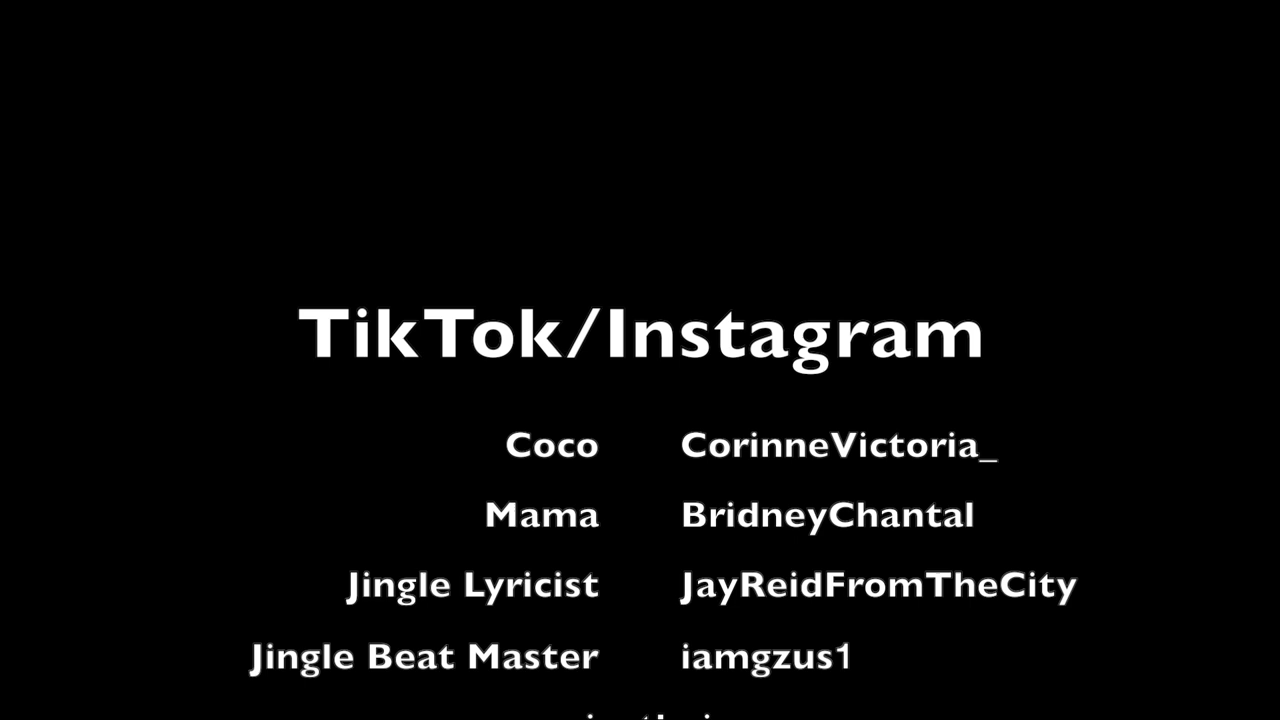 TikTok/Instagram
Coco CorinneVictoria_
Mama BridneyChantal
Jingle Lyricist JayReidFromTheCity
Jingle Beat Master iamgzus1